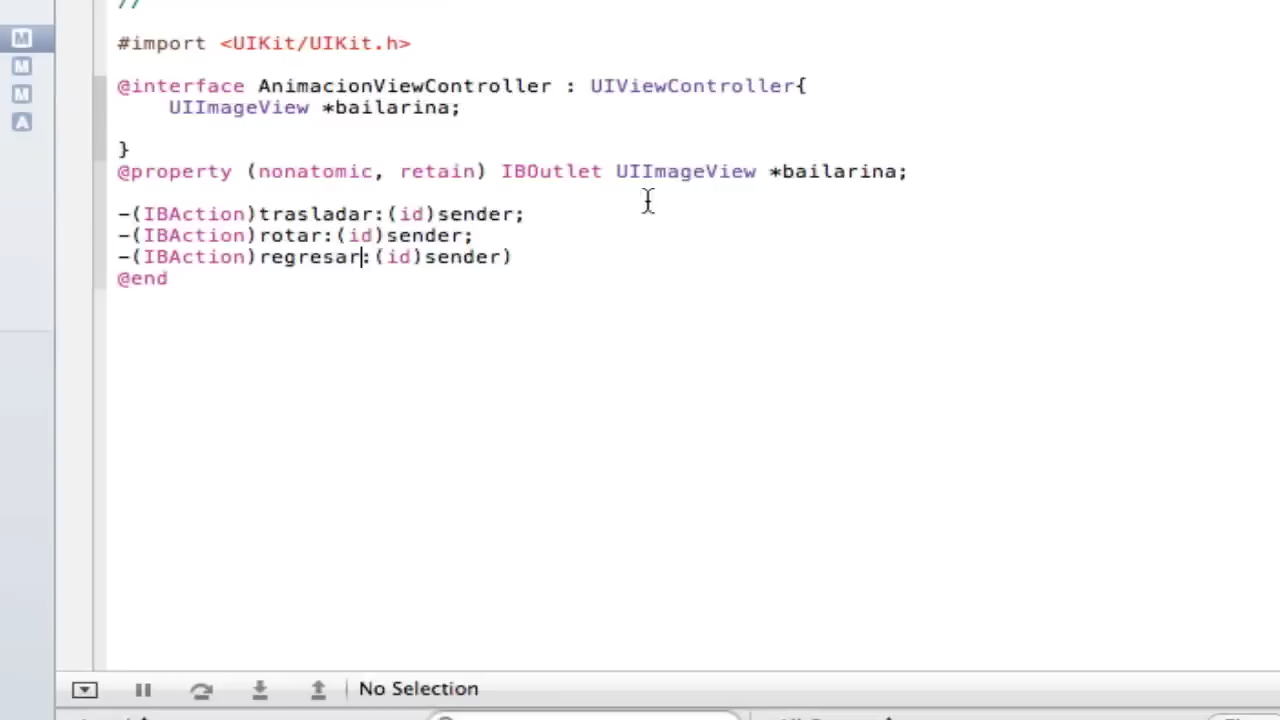 //
#import <UIKit/UIKit.h>
@interface AnimacionViewController : UIViewController{
UIImageView *bailarina;
}
@property (nonatomic, retain) IBOutlet UIImageView *bailarina;
-(IBAction)trasladar:(id)sender;
-(IBAction)rotar:(id)sender;
-(IBAction)regresar:(id)sender)
@end
M
M
M
A
No Selection